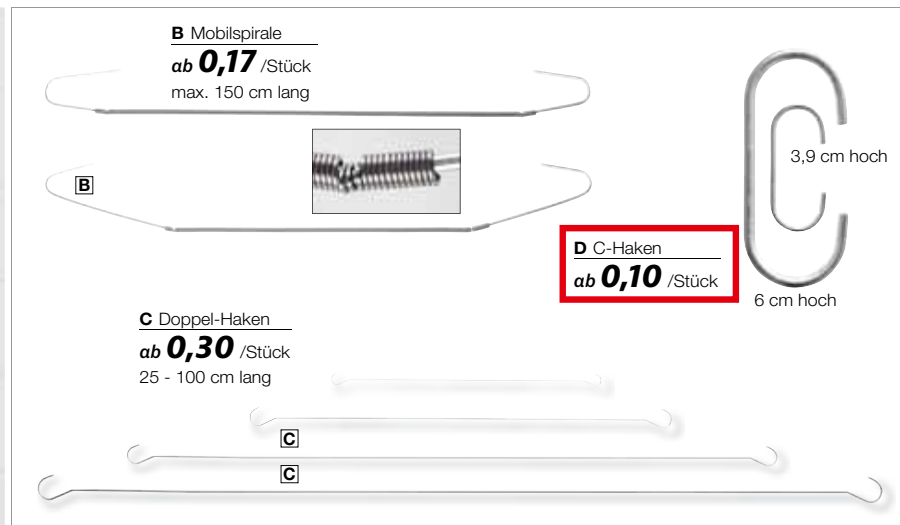 B Mobilspirale
ab 0,17 /Stück
max. 150 cm lang
B
3,9 cm hoch
D C-Haken
ab 0,10 /Stück
6 cm hoch
C Doppel-Haken
ab 0,30 /Stück
25 - 100 cm lang
C
C